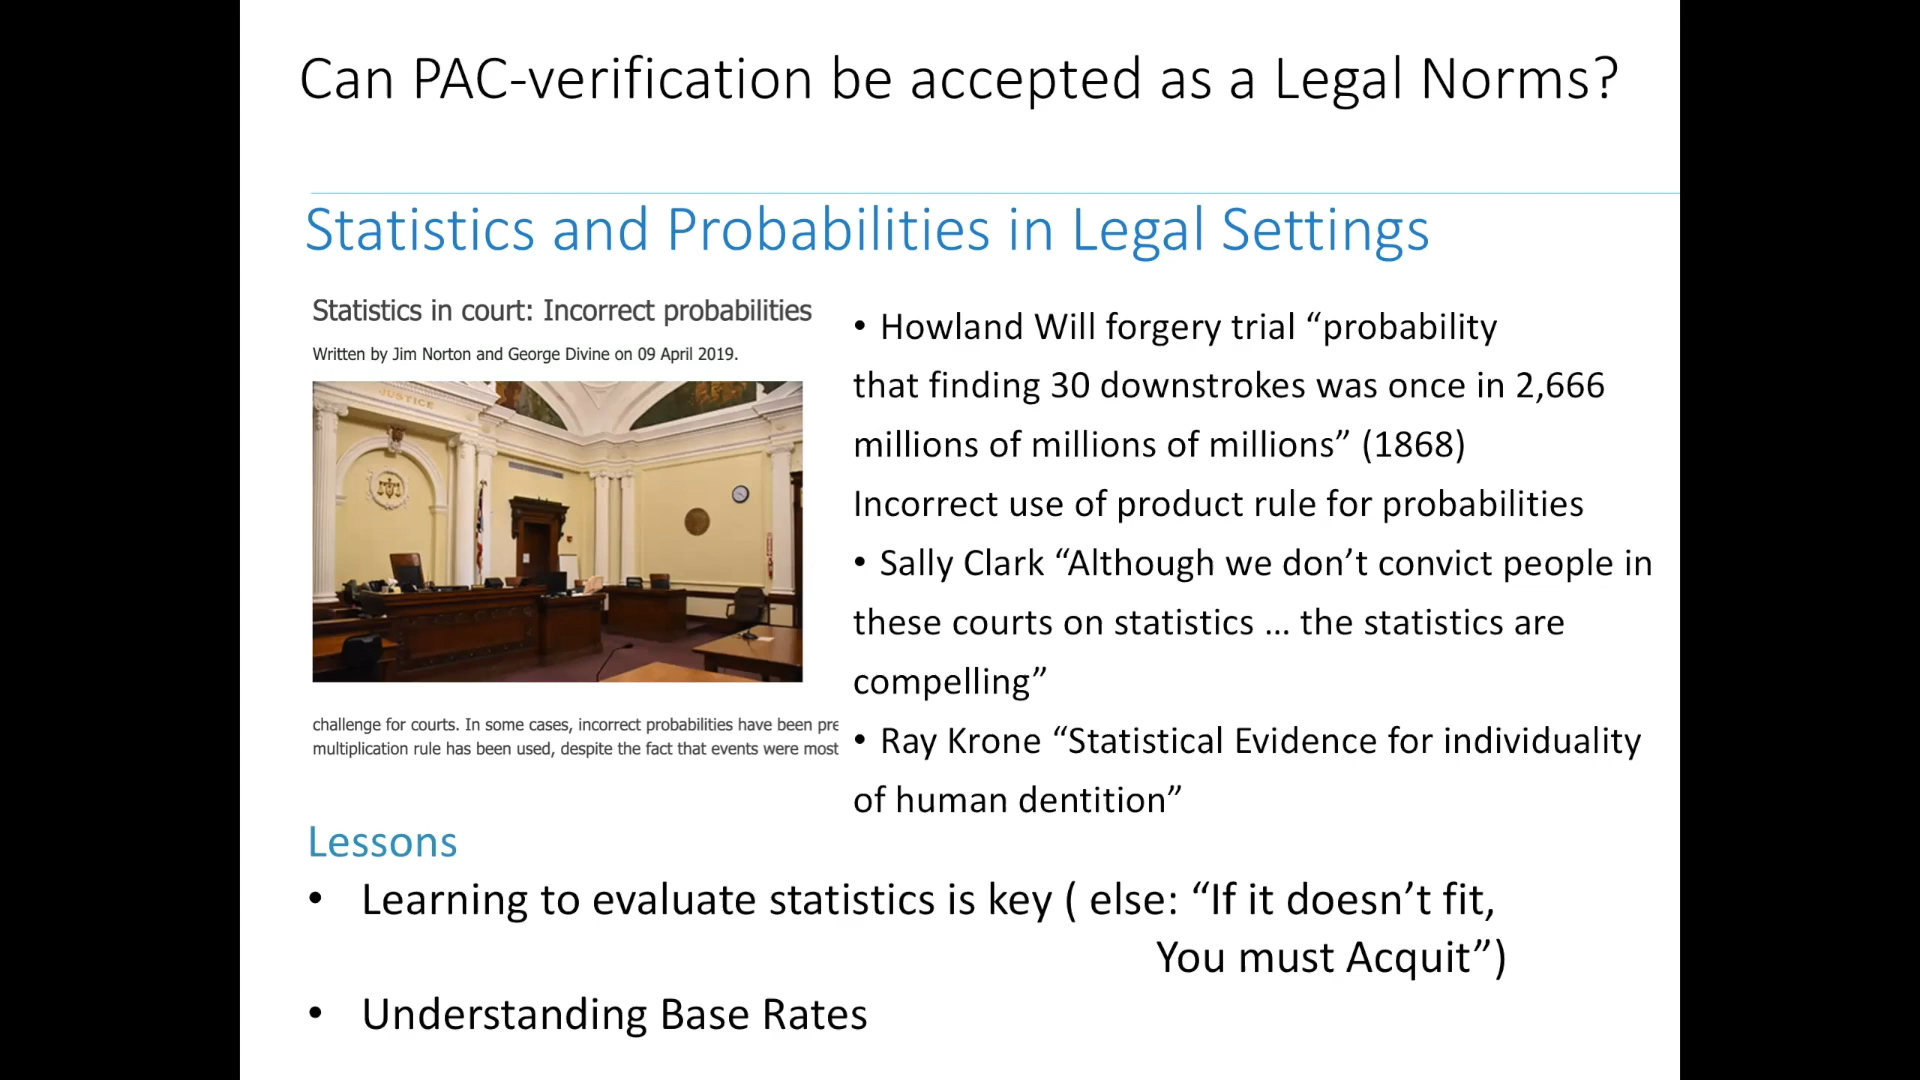 Can PAC-verification be accepted as a Legal Norms?
Statistics and Probabilities in Legal Settings
Statistics in court: Incorrect probabilities
Written by Jim Norton and George Divine on 09 April 2019.
JUSTICE
challenge for courts. In some cases, incorrect probabilities have been pre
multiplication rule has been used, despite the fact that events were most
• Howland Will forgery trial “probability
that finding 30 downstrokes was once in 2,666
millions of millions of millions” (1868)
Incorrect use of product rule for probabilities
• Sally Clark “Although we don’t convict people in
these courts on statistics ... the statistics are
compelling”
• Ray Krone “Statistical Evidence for individuality
of human dentition”
Lessons
• Learning to evaluate statistics is key ( else: “If it doesn’t fit,
You must Acquit”)
• Understanding Base Rates